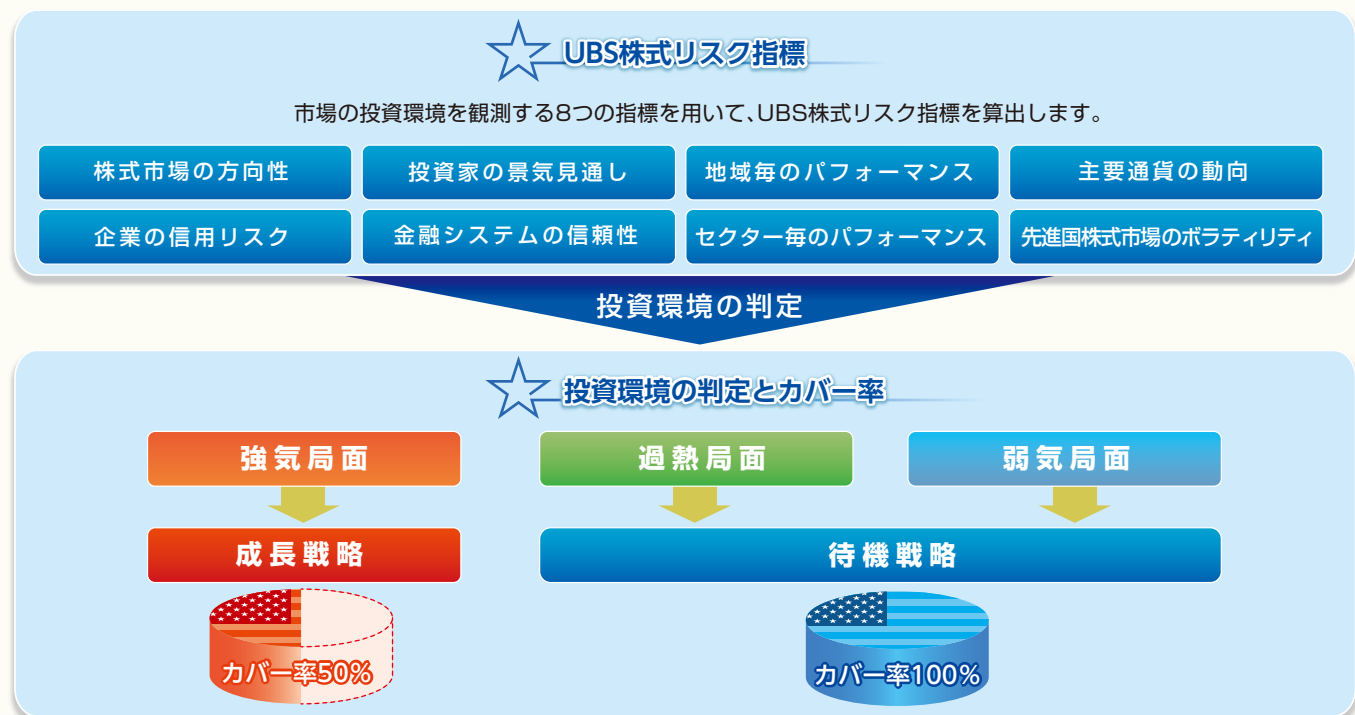 UBS株式リスク指標
市場の投資環境を観測する8つの指標を用いて、UBS株式リスク指標を算出します。
株式市場の方向性
投資家の景気見通し
地域毎のパフォーマンス
主要通貨の動向
企業の信用リスク
金融システムの信頼性
セクター毎のパフォーマンス
先進国株式市場のボラティリティ
投資環境の判定
投資環境の判定とカバー率
強気局面
過熱局面
弱気局面
成長戦略
待機戦略
カバー率50%
カバー率100%